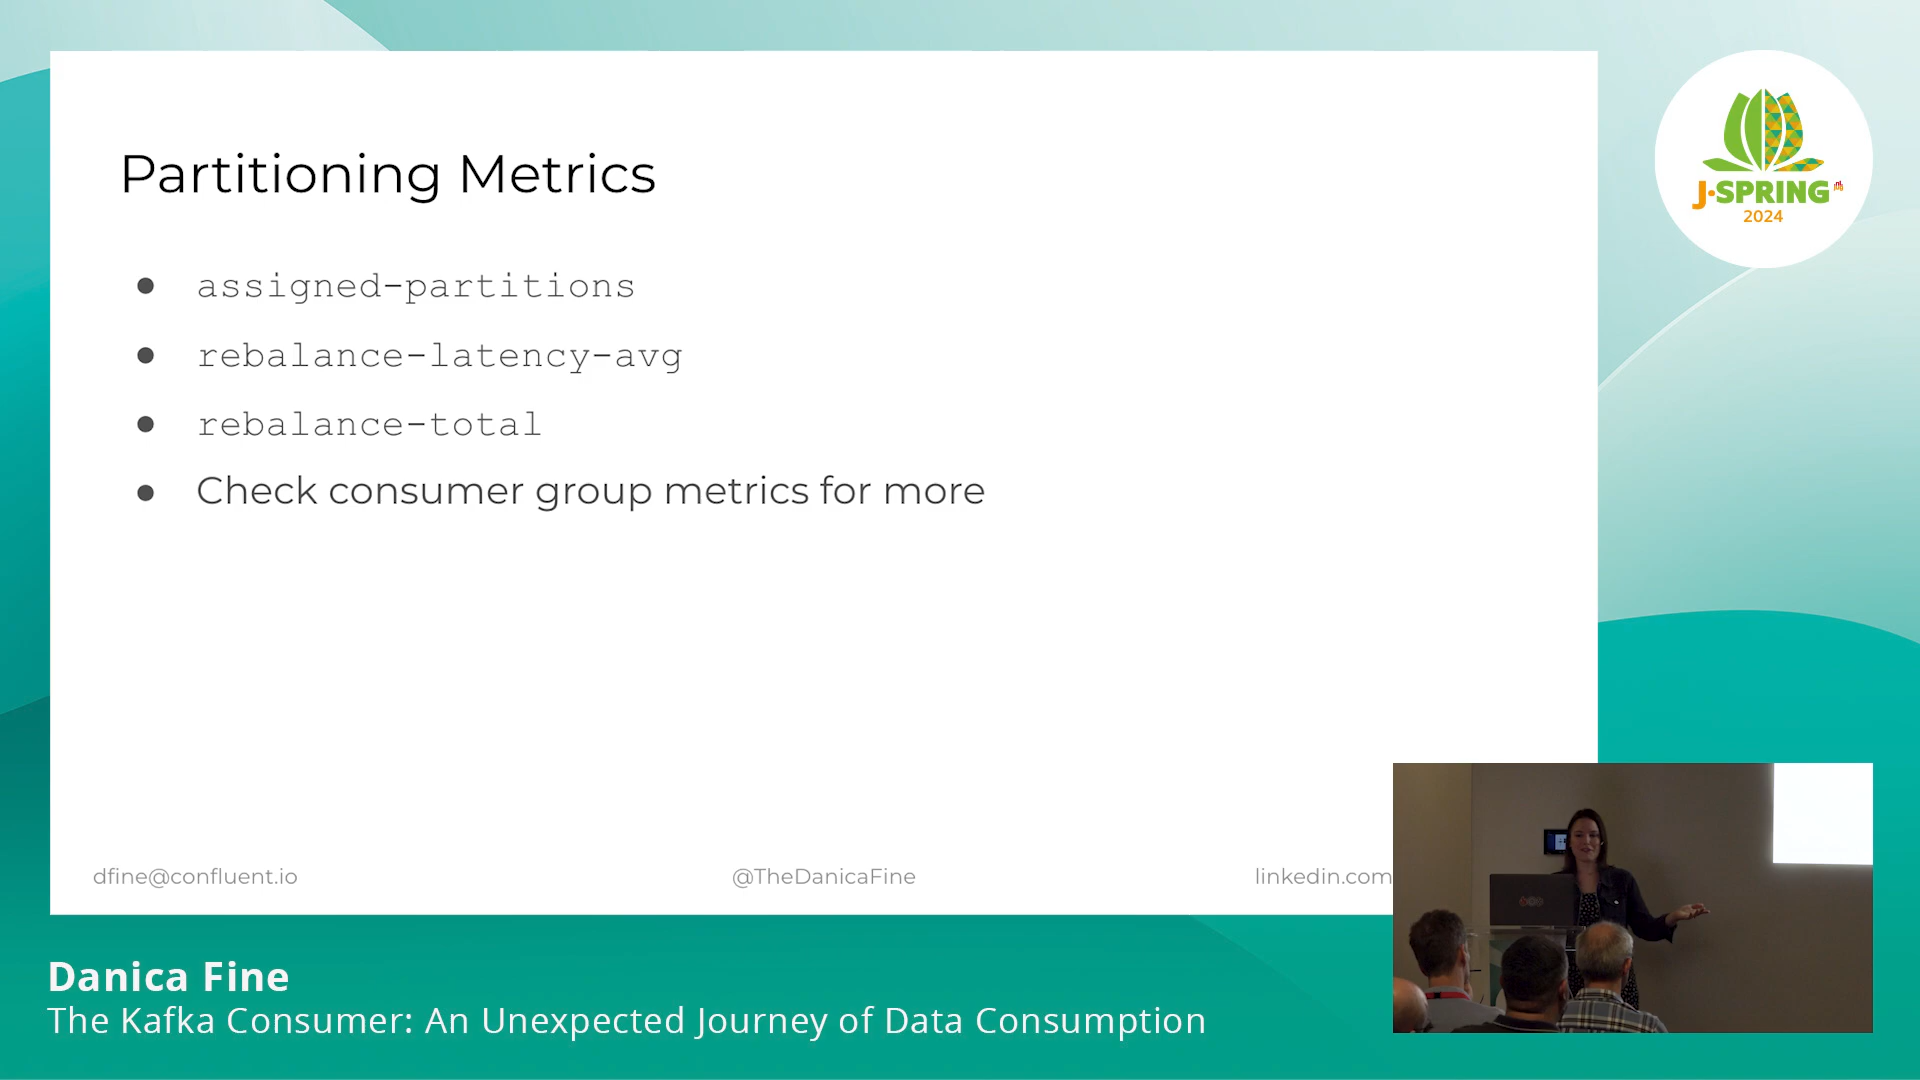 Partitioning Metrics
● assigned-partitions
● rebalance-latency-avg
● rebalance-total
● Check consumer group metrics for more
dfine@confluent.io
@TheDanicaFine
linkedin.com
J·SPRING
2024
Danica Fine
The Kafka Consumer: An Unexpected Journey of Data Consumption